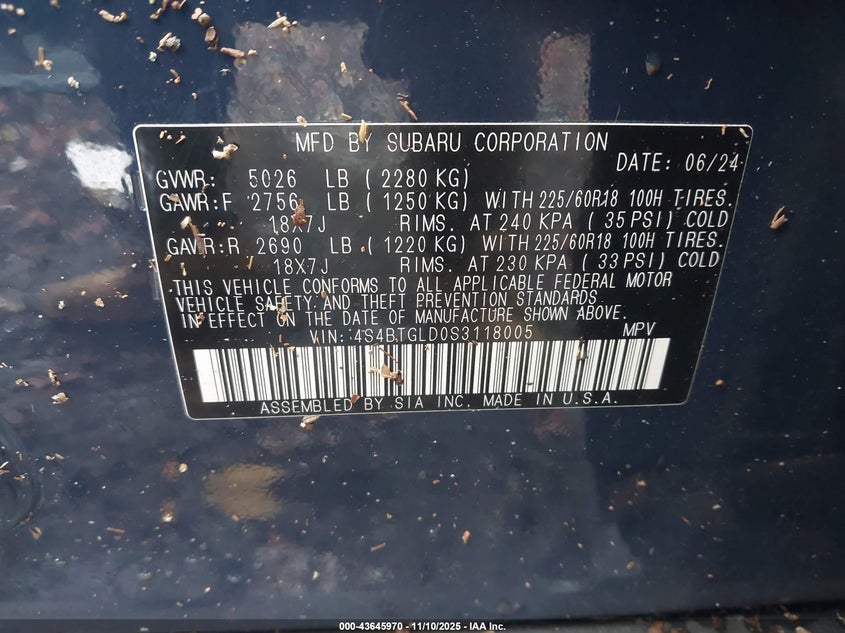 MFD BY SUBARU CORPORATION
DATE: 06/24
GVWR: 5026 LB ( 2280 KG)
GAWR:F 2756 LB ( 1250 KG) WITH 225/60R18 100H TIRES.
18X7J RIMS. AT 240 KPA ( 35 PSI) COLD
GAWR:R 2690 LB ( 1220 KG) WITH 225/60R18 100H TIRES.
18X7J RIMS. AT 230 KPA ( 33 PSI) COLD
THIS VEHICLE CONFORMS TO ALL APPLICABLE FEDERAL MOTOR
VEHICLE SAFETY AND THEFT PREVENTION STANDARDS
IN EFFECT ON THE DATE OF MANUFACTURE SHOWN ABOVE.
VIN: 4S4BTGLD0S3118005 MPV
ASSEMBLED BY SIA INC. MADE IN U.S.A.
000-43645970 - 11/10/2025 - IAA Inc.